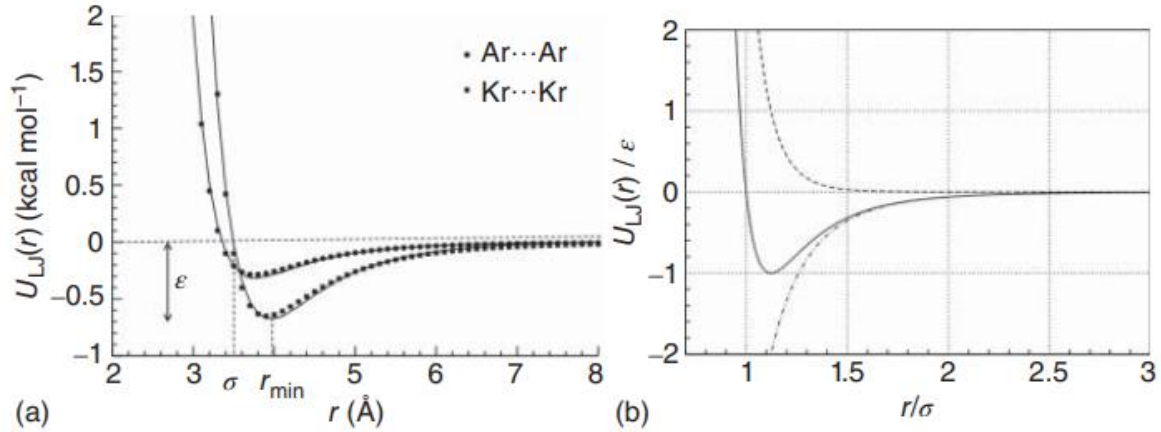 2
1.5
1
0.5
0
−0.5
−1
U_LJ(r) (kcal mol⁻¹)
Ar···Ar
Kr···Kr
ε
2 3 σ r_min 5 6 7 8
r (Å)
(a)
2
1
0
−1
−2
U_LJ(r) / ε
1 1.5 2 2.5 3
r/σ
(b)